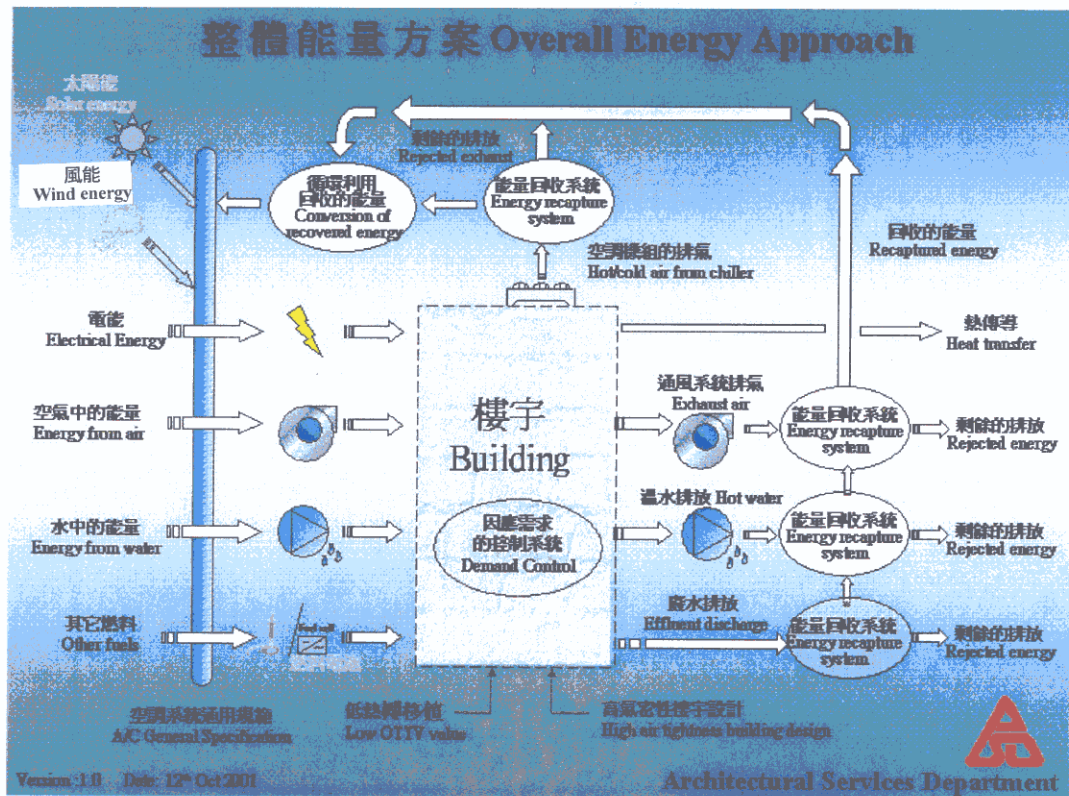 整體能量方案 Overall Energy Approach
太陽能
Solar energy
風能
Wind energy
循環利用
回收的能量
Conversion of
recovered energy
剩餘的排放
Rejected exhaust
能量回收系統
Energy recapture
system
空調機組的排氣
Hot/cold air from chiller
回收的能量
Recaptured energy
電能
Electrical Energy
熱傳導
Heat transfer
空氣中的能量
Energy from air
樓宇
Building
通風系統排氣
Exhaust air
能量回收系統
Energy recapture
system
剩餘的排放
Rejected energy
水中的能量
Energy from water
因應需求
的控制系統
Demand Control
溫水排放 Hot water
能量回收系統
Energy recapture
system
剩餘的排放
Rejected energy
其它燃料
Other fuels
Fuel cell
廢水排放
Effluent discharge
能量回收系統
Energy recapture
system
剩餘的排放
Rejected energy
空調系統通用規範
A/C General Specification
低熱轉移值
Low OTTV value
高氣密性樓宇設計
High air tightness building design
Version 1.0 Date: 12th Oct 2001
Architectural Services Department